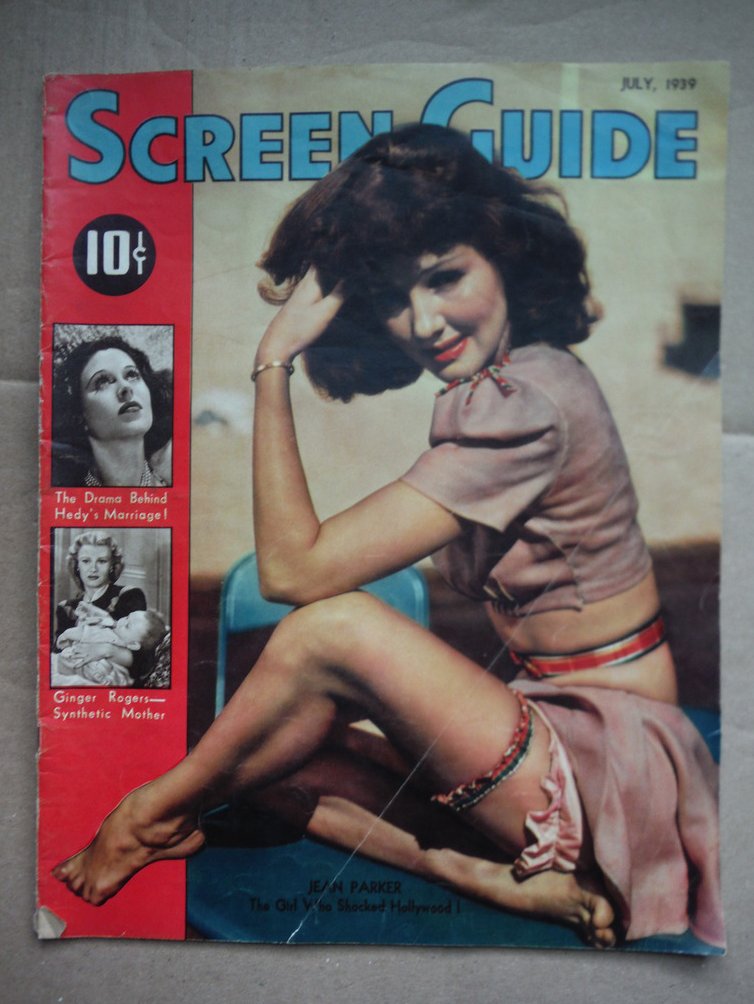 JULY, 1939
SCREEN GUIDE
10¢
The Drama Behind
Hedy's Marriage!
Ginger Rogers—
Synthetic Mother
JEAN PARKER
The Girl Who Shocked Hollywood!